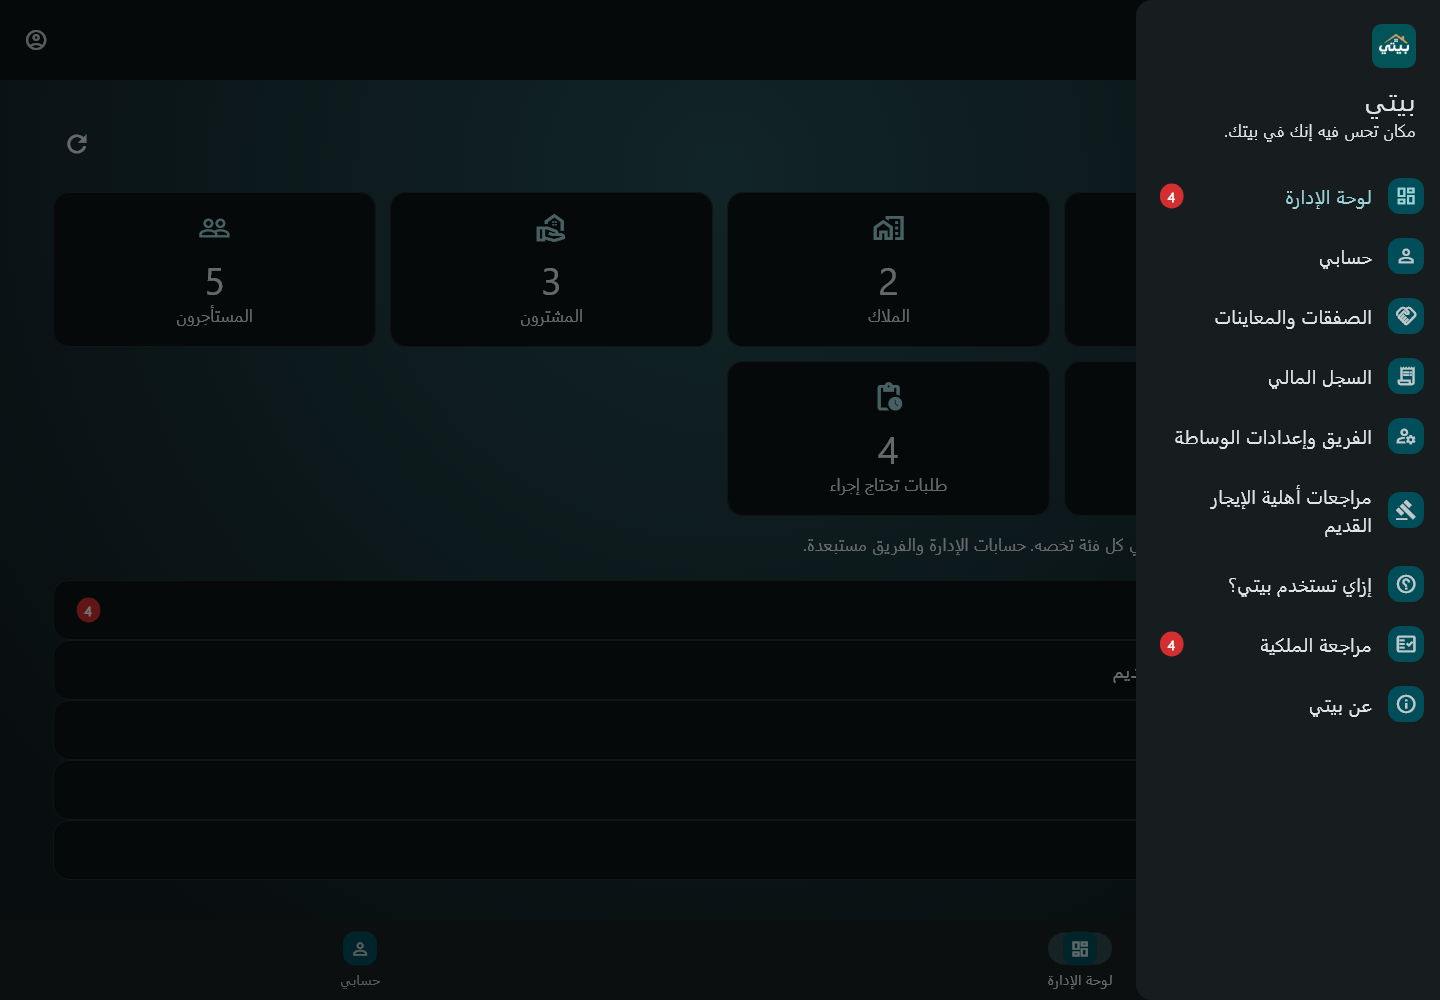 بيتي
بيتي
مكان تحس فيه إنك في بيتك.
لوحة الإدارة
4
حسابي
الصفقات والمعاينات
السجل المالي
الفريق وإعدادات الوساطة
مراجعات أهلية الإيجار
القديم
إزاي تستخدم بيتي؟
مراجعة الملكية
4
عن بيتي
2
الملاك
3
المشترون
5
المستأجرون
4
طلبات تحتاج إجراء
كل فئة تخصه. حسابات الإدارة والفريق مستبعدة.
4
لوحة الإدارة
حسابي